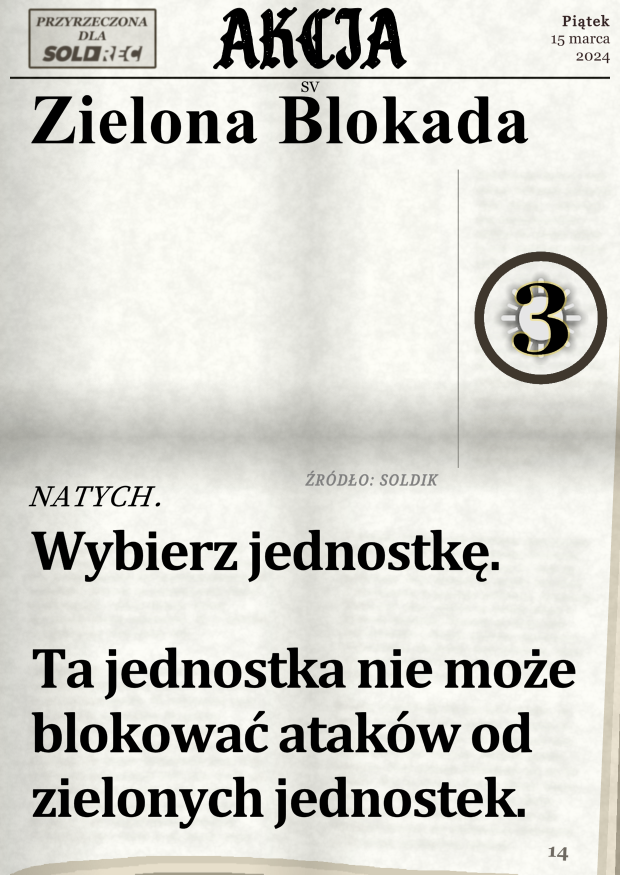 PRZYRZECZONA
DLA
SOLDREC
AKCJA
Piątek
15 marca
2024
SV
Zielona Blokada
3
ŹRÓDŁO: SOLDIK
NATYCH.
Wybierz jednostkę.
Ta jednostka nie może
blokować ataków od
zielonych jednostek.
14